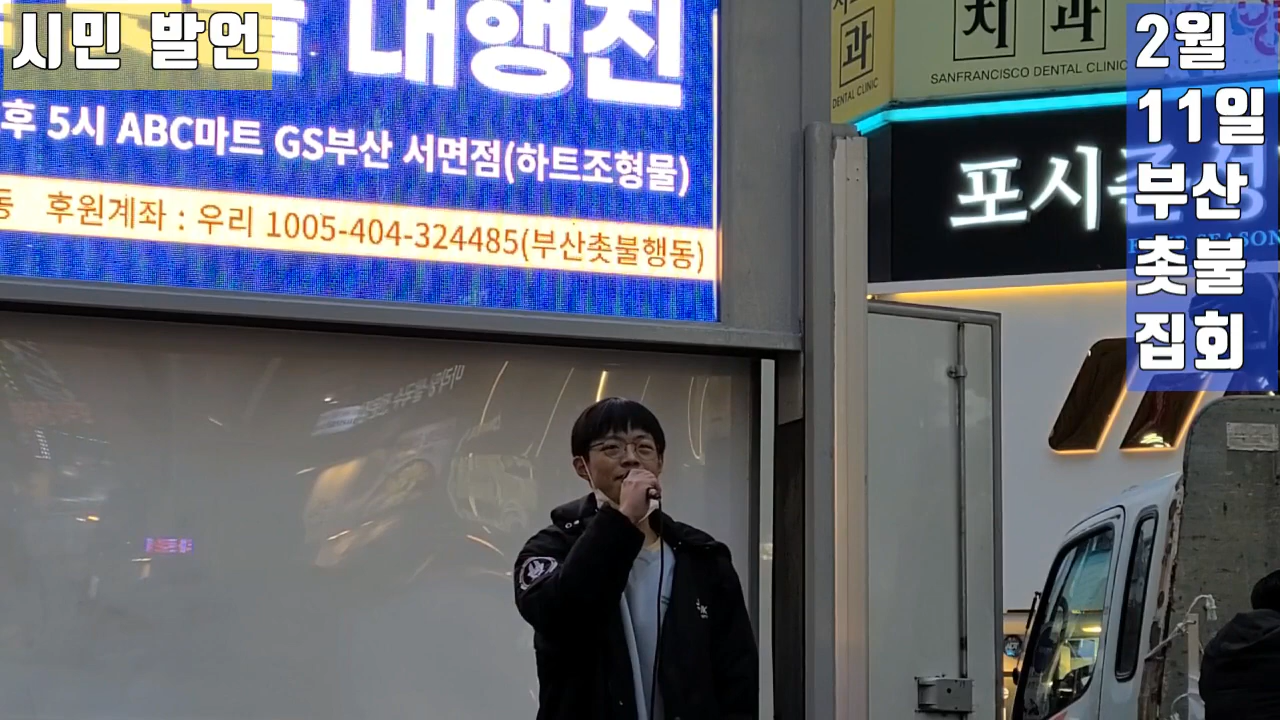 시민 발언
대행진
후 5시 ABC마트 GS부산 서면점(하트조형물)
동 후원계좌 : 우리 1005-404-324485(부산촛불행동)
과
DENTAL CLINIC
치과
SANFRANCISCO DENTAL CLINIC
포시즌
SEASON
2월
11일
부산
촛불
집회